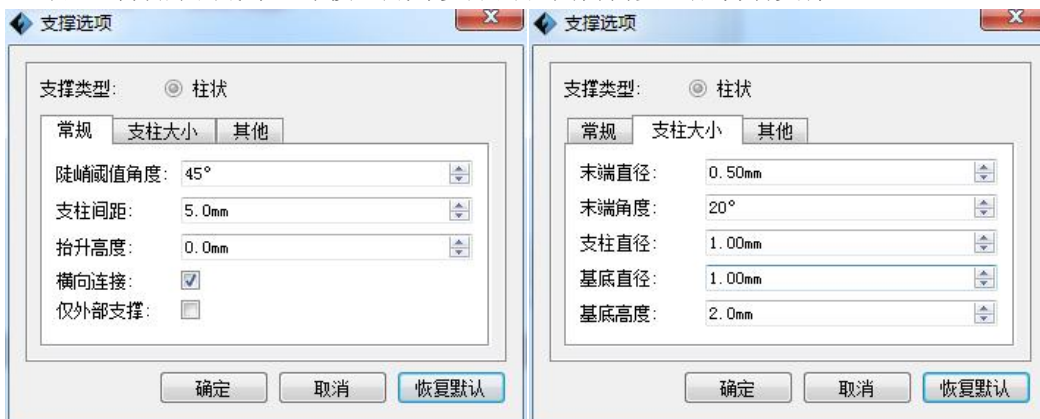 支撑选项
支撑类型: 柱状
常规 支柱大小 其他
陡峭阈值角度: 45°
支柱间距: 5.0mm
抬升高度: 0.0mm
横向连接:
仅外部支撑:
确定 取消 恢复默认
支撑选项
支撑类型: 柱状
常规 支柱大小 其他
末端直径: 0.50mm
末端角度: 20°
支柱直径: 1.00mm
基底直径: 1.00mm
基底高度: 2.0mm
确定 取消 恢复默认